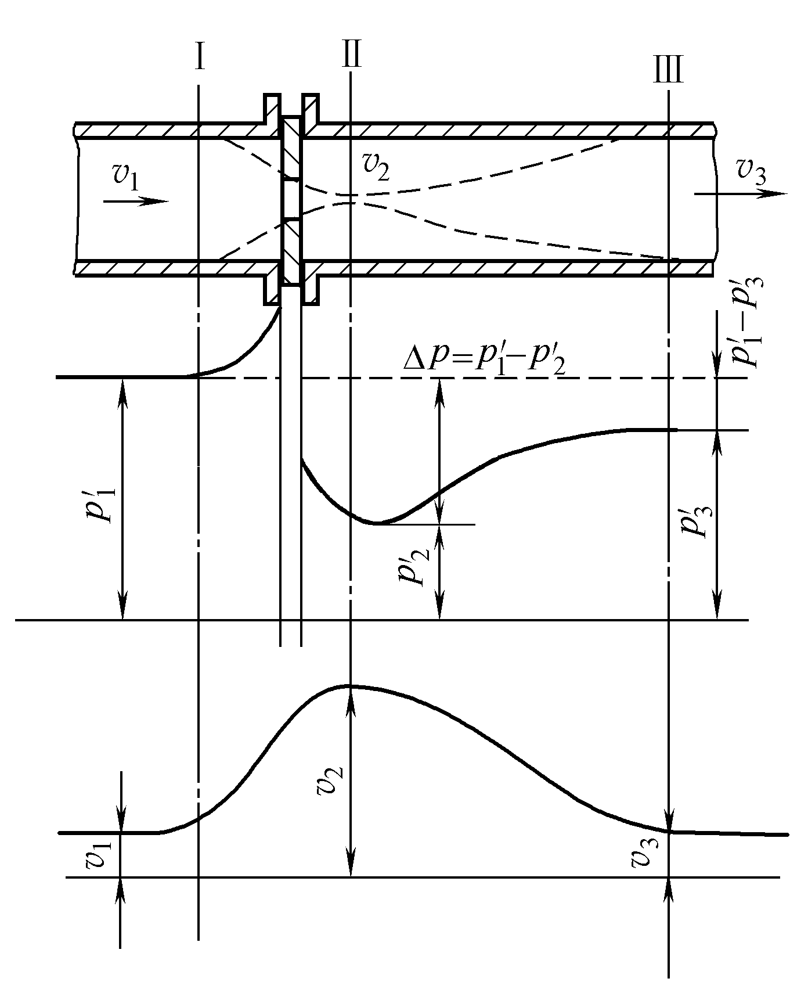 Ⅰ
Ⅱ
Ⅲ
v₁
v₂
v₃
p′₁−p′₃
Δp=p′₁−p′₂
p′₁
p′₂
p′₃
v₂
v₁
v₃